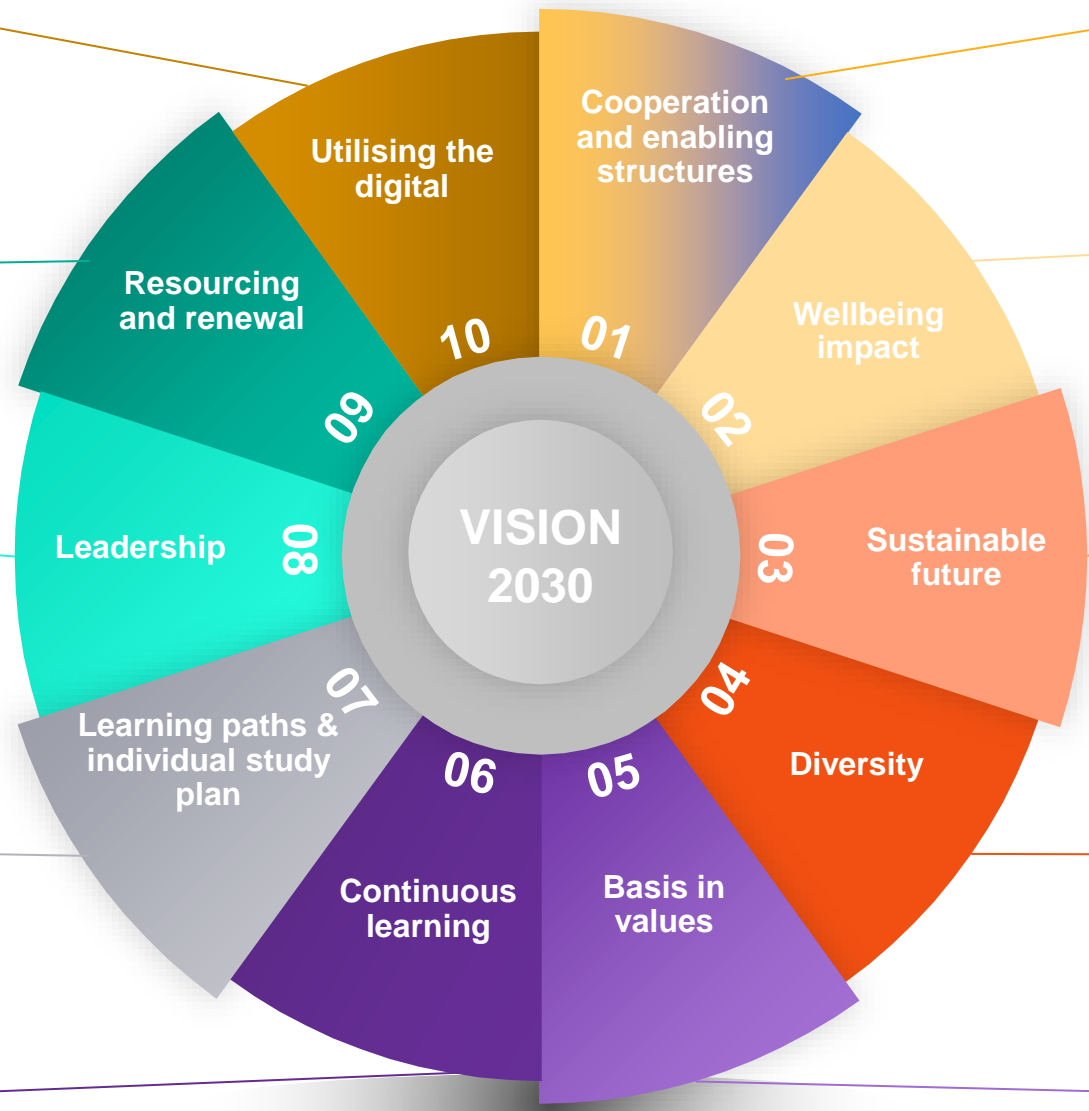 VISION
2030
01
Cooperation
and enabling
structures
02
Wellbeing
impact
03
Sustainable
future
04
Diversity
05
Basis in
values
06
Continuous
learning
07
Learning paths &
individual study
plan
08
Leadership
09
Resourcing
and renewal
10
Utilising the
digital